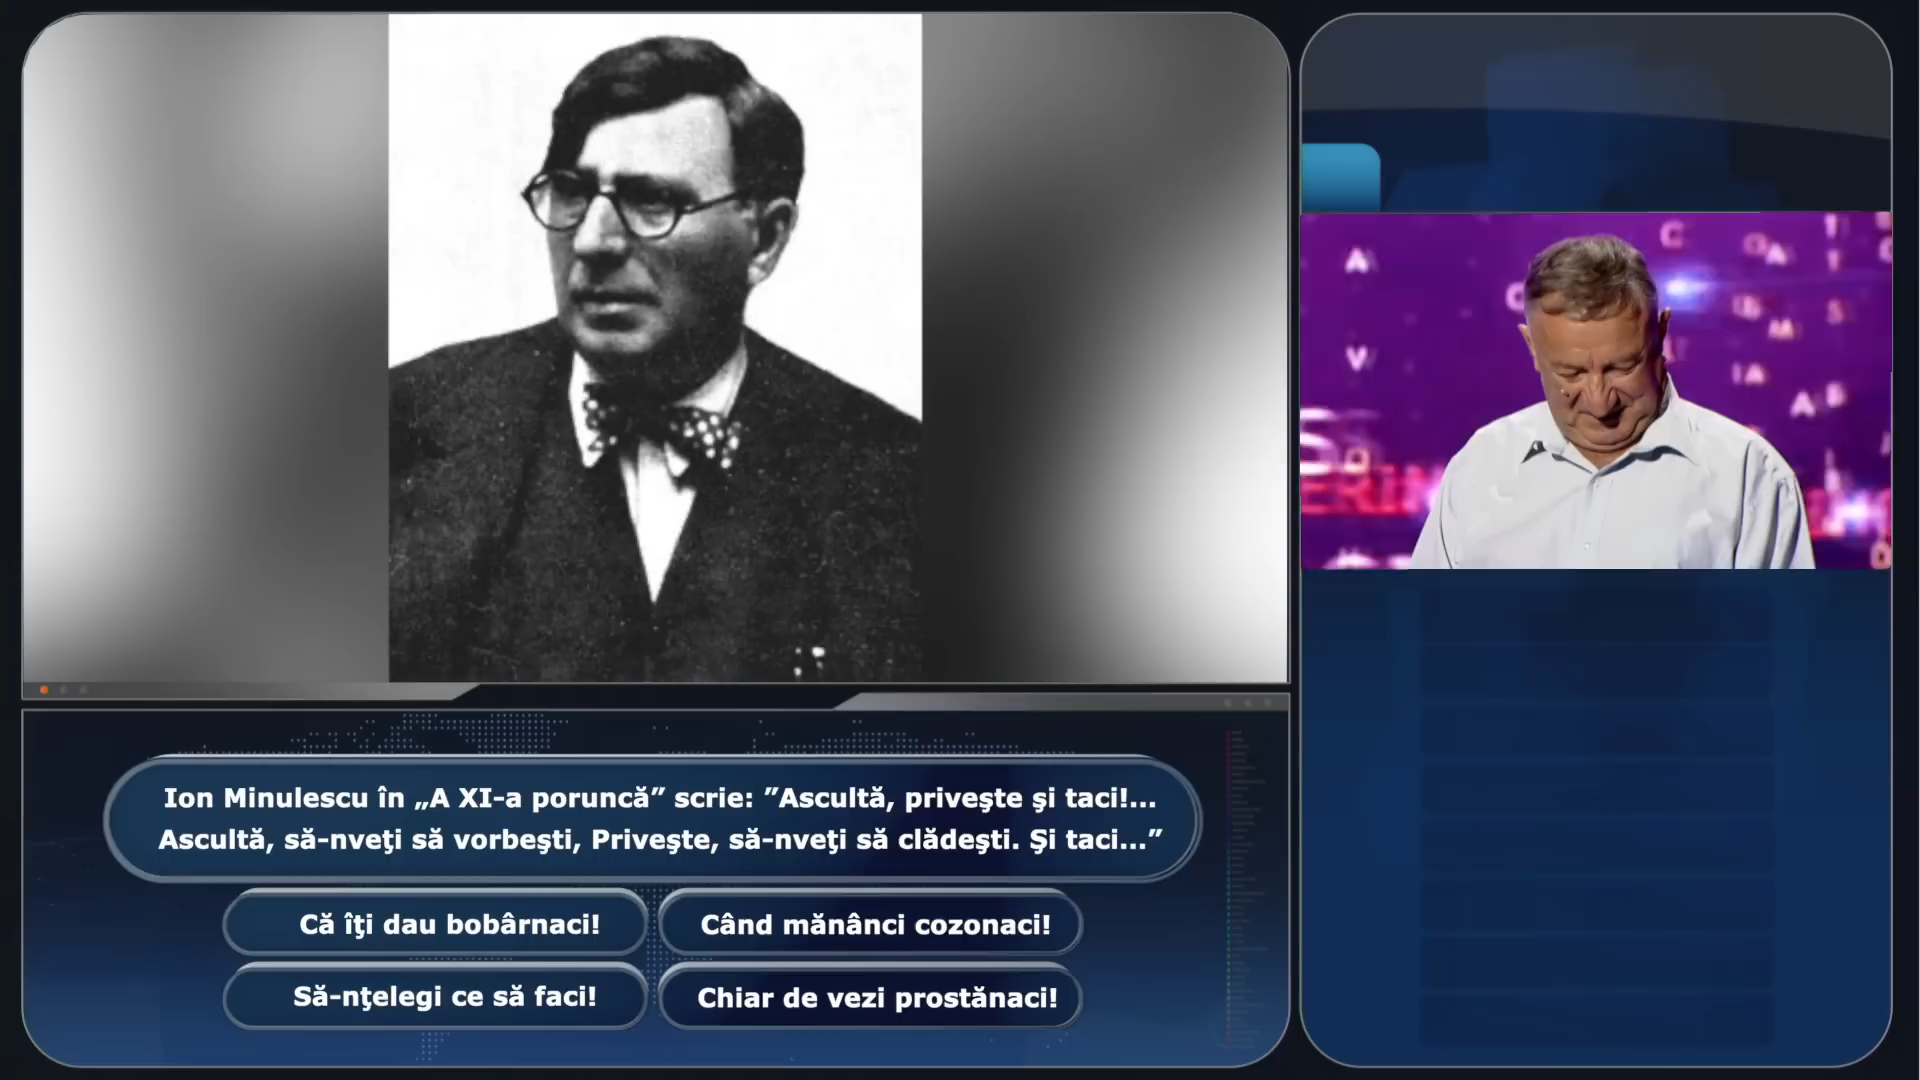 Ion Minulescu în „A XI-a poruncă” scrie: ”Ascultă, priveşte şi taci!...
Ascultă, să-nveţi să vorbeşti, Priveşte, să-nveţi să clădeşti. Şi taci...”
Că îţi dau bobârnaci!
Când mănânci cozonaci!
Să-nţelegi ce să faci!
Chiar de vezi prostănaci!